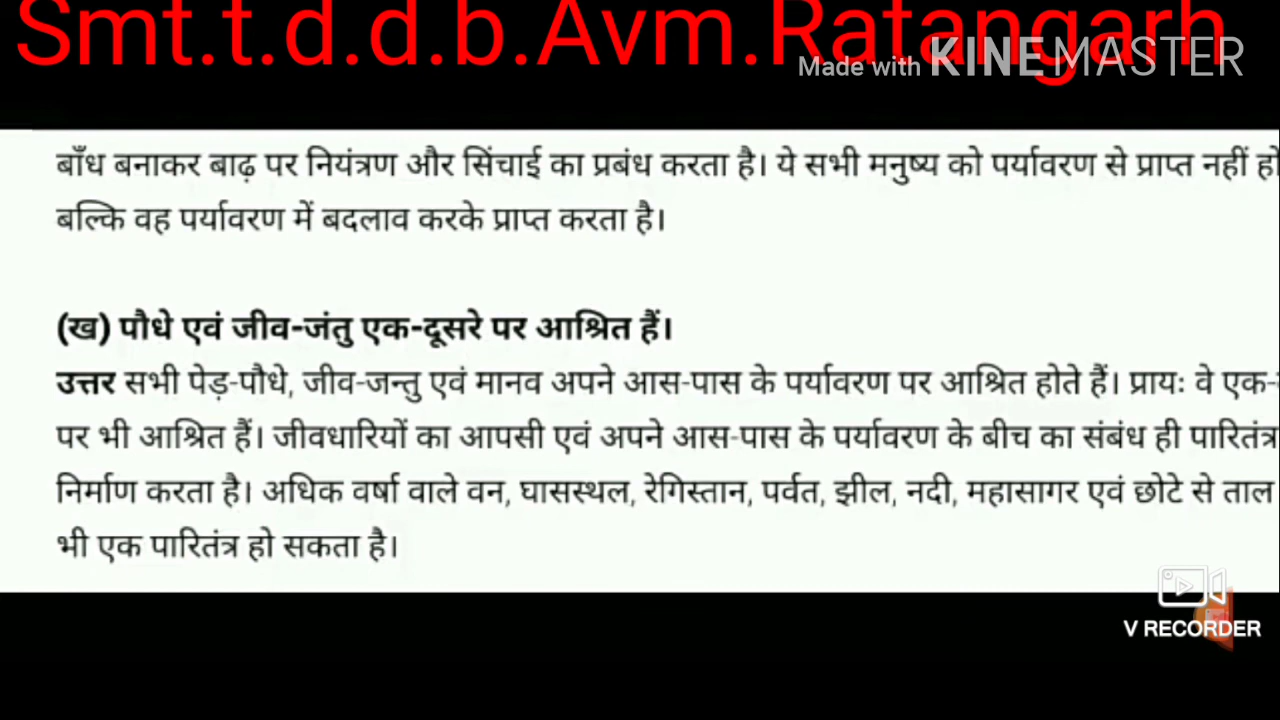 Smt.t.d.d.b.Avm.Ratangarh
Made with KINEMASTER
बाँध बनाकर बाढ़ पर नियंत्रण और सिंचाई का प्रबंध करता है। ये सभी मनुष्य को पर्यावरण से प्राप्त नहीं हो
बल्कि वह पर्यावरण में बदलाव करके प्राप्त करता है।
(ख) पौधे एवं जीव-जंतु एक-दूसरे पर आश्रित हैं।
उत्तर सभी पेड़-पौधे, जीव-जन्तु एवं मानव अपने आस-पास के पर्यावरण पर आश्रित होते हैं। प्रायः वे एक-
पर भी आश्रित हैं। जीवधारियों का आपसी एवं अपने आस-पास के पर्यावरण के बीच का संबंध ही पारितंत्र
निर्माण करता है। अधिक वर्षा वाले वन, घासस्थल, रेगिस्तान, पर्वत, झील, नदी, महासागर एवं छोटे से ताल
भी एक पारितंत्र हो सकता है।
V RECORDER